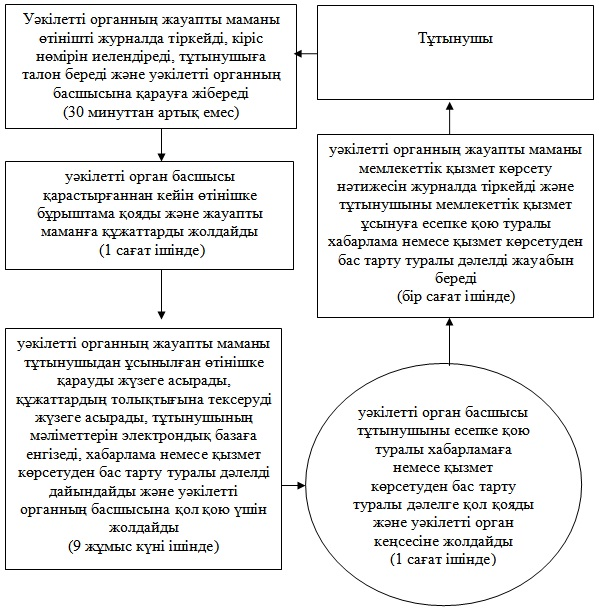 Уәкілетті органның жауапты маманы
өтінішті журналда тіркейді, кіріс
нөмірін иелендіреді, тұтынушыға
талон береді және уәкілетті органның
басшысына қарауға жібереді
(30 минуттан артық емес)
Тұтынушы
уәкілетті орган басшысы
қарастырғаннан кейін өтінішке
бұрыштама қояды және жауапты
маманға құжаттарды жолдайды
(1 сағат ішінде)
уәкілетті органның жауапты маманы
мемлекеттік қызмет көрсету
нәтижесін журналда тіркейді және
тұтынушыны мемлекеттік қызмет
ұсынуға есепке қою туралы
хабарлама немесе қызмет көрсетуден
бас тарту туралы дәлелді жауабын
береді
(бір сағат ішінде)
уәкілетті органның жауапты маманы
тұтынушыдан ұсынылған өтінішке
қарауды жүзеге асырады,
құжаттардың толықтығына тексеруді
жүзеге асырады, тұтынушының
мәліметтерін электрондық базаға
енгізеді, хабарлама немесе қызмет
көрсетуден бас тарту туралы дәлелді
дайындайды және уәкілетті
органның басшысына қол қою үшін
жолдайды
(9 жұмыс күні ішінде)
уәкілетті орган басшысы
тұтынушыны есепке қою
туралы хабарламаға
немесе қызмет
көрсетуден бас тарту
туралы дәлелге қол қояды
және уәкілетті орган
кеңсесіне жолдайды
(1 сағат ішінде)